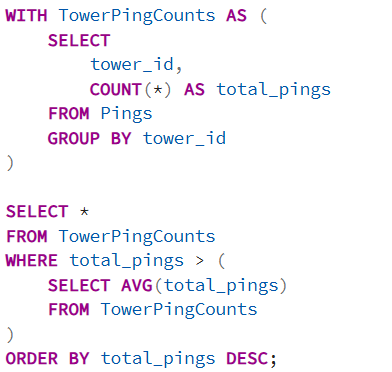 WITH TowerPingCounts AS (
    SELECT
        tower_id,
        COUNT(*) AS total_pings
    FROM Pings
    GROUP BY tower_id
)

SELECT *
FROM TowerPingCounts
WHERE total_pings > (
    SELECT AVG(total_pings)
    FROM TowerPingCounts
)
ORDER BY total_pings DESC;